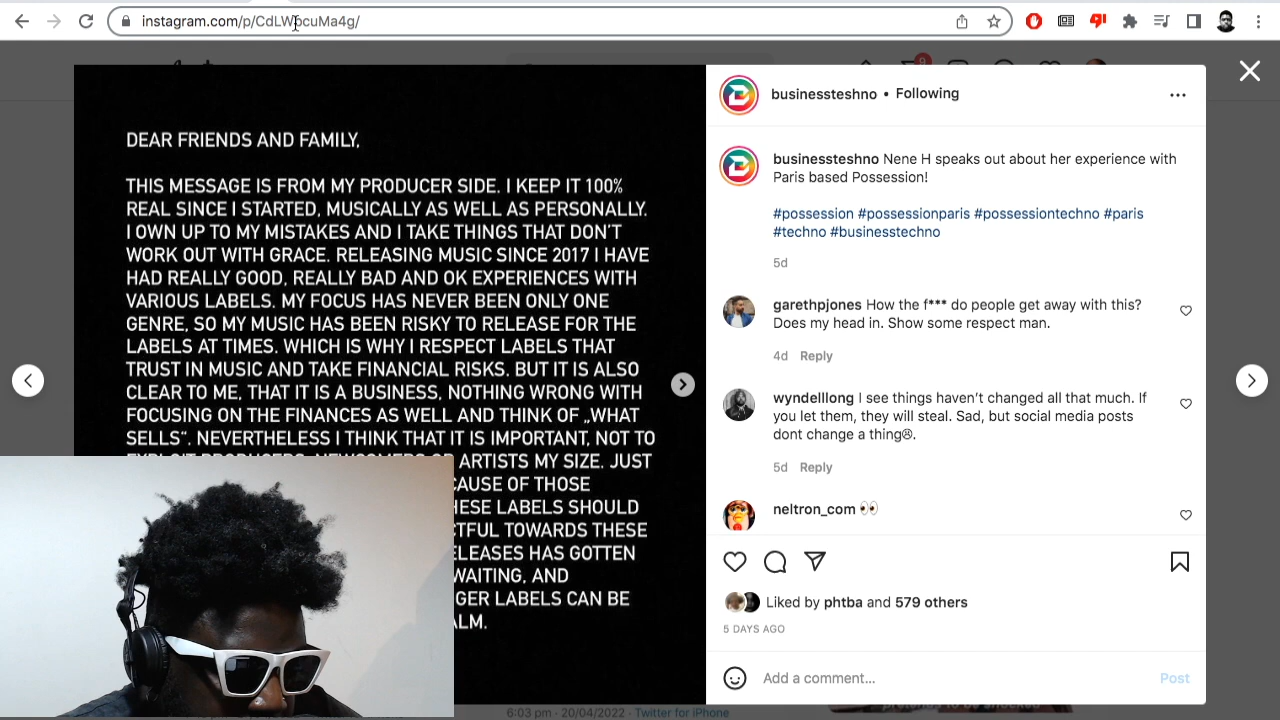 instagram.com/p/CdLWbcuMa4g/
DEAR FRIENDS AND FAMILY,
THIS MESSAGE IS FROM MY PRODUCER SIDE. I KEEP IT 100%
REAL SINCE I STARTED, MUSICALLY AS WELL AS PERSONALLY.
I OWN UP TO MY MISTAKES AND I TAKE THINGS THAT DON'T
WORK OUT WITH GRACE. RELEASING MUSIC SINCE 2017 I HAVE
HAD REALLY GOOD, REALLY BAD AND OK EXPERIENCES WITH
VARIOUS LABELS. MY FOCUS HAS NEVER BEEN ONLY ONE
GENRE, SO MY MUSIC HAS BEEN RISKY TO RELEASE FOR THE
LABELS AT TIMES. WHICH IS WHY I RESPECT LABELS THAT
TRUST IN MUSIC AND TAKE FINANCIAL RISKS. BUT IT IS ALSO
CLEAR TO ME, THAT IT IS A BUSINESS, NOTHING WRONG WITH
FOCUSING ON THE FINANCES AS WELL AND THINK OF „WHAT
SELLS“. NEVERTHELESS I THINK THAT IT IS IMPORTANT, NOT TO
EXPLOIT PRODUCERS, NEWCOMERS OR ARTISTS MY SIZE. JUST
CAUSE OF THOSE
HESE LABELS SHOULD
CTFUL TOWARDS THESE
ELEASES HAS GOTTEN
WAITING, AND
GER LABELS CAN BE
ALM.
businessteshno • Following
businessteshno Nene H speaks out about her experience with
Paris based Possession!
#possession #possessionparis #possessiontechno #paris
#techno #businesstechno
5d
garethpjones How the f*** do people get away with this?
Does my head in. Show some respect man.
4d Reply
wyndelllong I see things haven't changed all that much. If
you let them, they will steal. Sad, but social media posts
dont change a thing😢.
5d Reply
neltron_com 👀
Liked by phtba and 579 others
5 DAYS AGO
Add a comment... Post
6:03 pm · 20/04/2022 · Twitter for iPhone